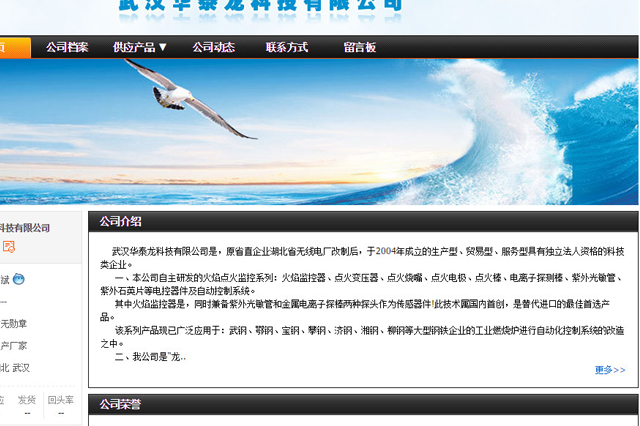 武汉华泰龙科技有限公司
页 公司档案 供应产品▼ 公司动态 联系方式 留言板
科技有限公司
斌
--
无勋章
产厂家
北 武汉
应 发货 回头率
-- --
公司介绍
武汉华泰龙科技有限公司是，原省直企业湖北省无线电厂改制后，于2004年成立的生产型、贸易型、服务型具有独立法人资格的科技
类企业。
一、本公司自主研发的火焰点火监控系列：火焰监控器、点火变压器、点火烧嘴、点火电极、点火棒、电离子探测棒、紫外光敏管、
紫外石英片等电控器件及自动控制系统。
其中火焰监控器是，同时兼备紫外光敏管和金属电离子探棒两种探头作为传感器件!此技术属国内首创，是替代进口的最佳首选产
品。
该系列产品现已广泛应用于：武钢、鄂钢、宝钢、攀钢、济钢、湘钢、柳钢等大型钢铁企业的工业燃烧炉进行自动化控制系统的改造
之中。
二、我公司是"龙..
更多>>
公司荣誉